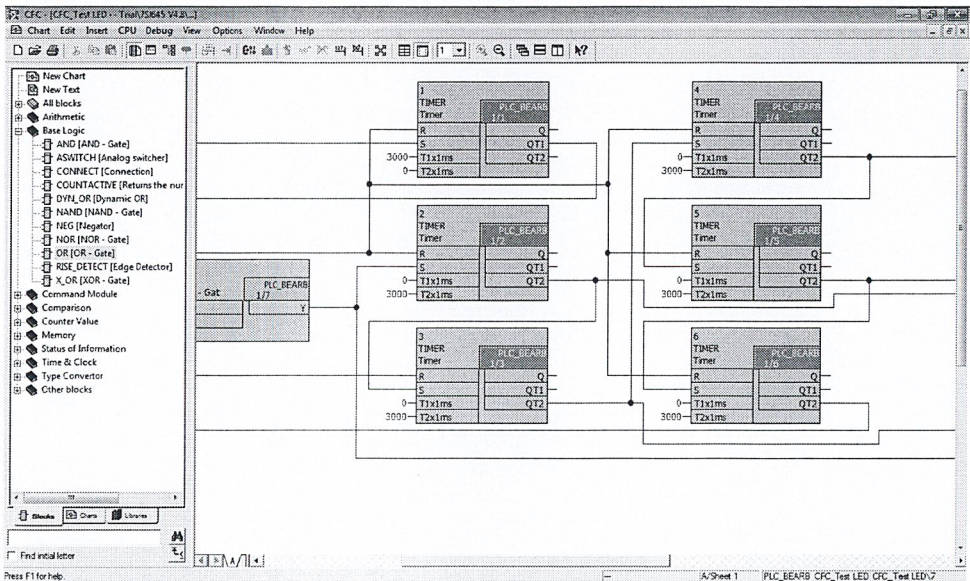 CFC - [CFC_Test LED -- Trial\7SJ645 V4.8\...]
Chart Edit Insert CPU Debug View Options Window Help
1
New Chart
New Text
All blocks
Arithmetic
Base Logic
AND [AND - Gate]
ASWITCH [Analog switcher]
CONNECT [Connection]
COUNTACTIVE [Returns the nur
DYN_OR [Dynamic OR]
NAND [NAND - Gate]
NEG [Negator]
NOR [NOR - Gate]
OR [OR - Gate]
RISE_DETECT [Edge Detector]
X_OR [XOR - Gate]
Command Module
Comparison
Counter Value
Memory
Status of Information
Time & Clock
Type Convertor
Other blocks
Blocks Charts Libraries
Find initial letter
- Gat PLC_BEARB
1/7
Y
1
TIMER PLC_BEARB
Timer 1/1
R Q
S QT1
3000 T1x1ms QT2
0 T2x1ms
2
TIMER PLC_BEARB
Timer 1/2
R Q
S QT1
0 T1x1ms QT2
3000 T2x1ms
3
TIMER PLC_BEARB
Timer 1/3
R Q
S QT1
0 T1x1ms QT2
3000 T2x1ms
4
TIMER PLC_BEARB
Timer 1/4
R Q
S QT1
0 T1x1ms QT2
3000 T2x1ms
5
TIMER PLC_BEARB
Timer 1/5
R Q
S QT1
0 T1x1ms QT2
3000 T2x1ms
6
TIMER PLC_BEARB
Timer 1/6
R Q
S QT1
0 T1x1ms QT2
3000 T2x1ms
A
Press F1 for help. A/Sheet 1 PLC_BEARB CFC_Test LED CFC_Test LED\7